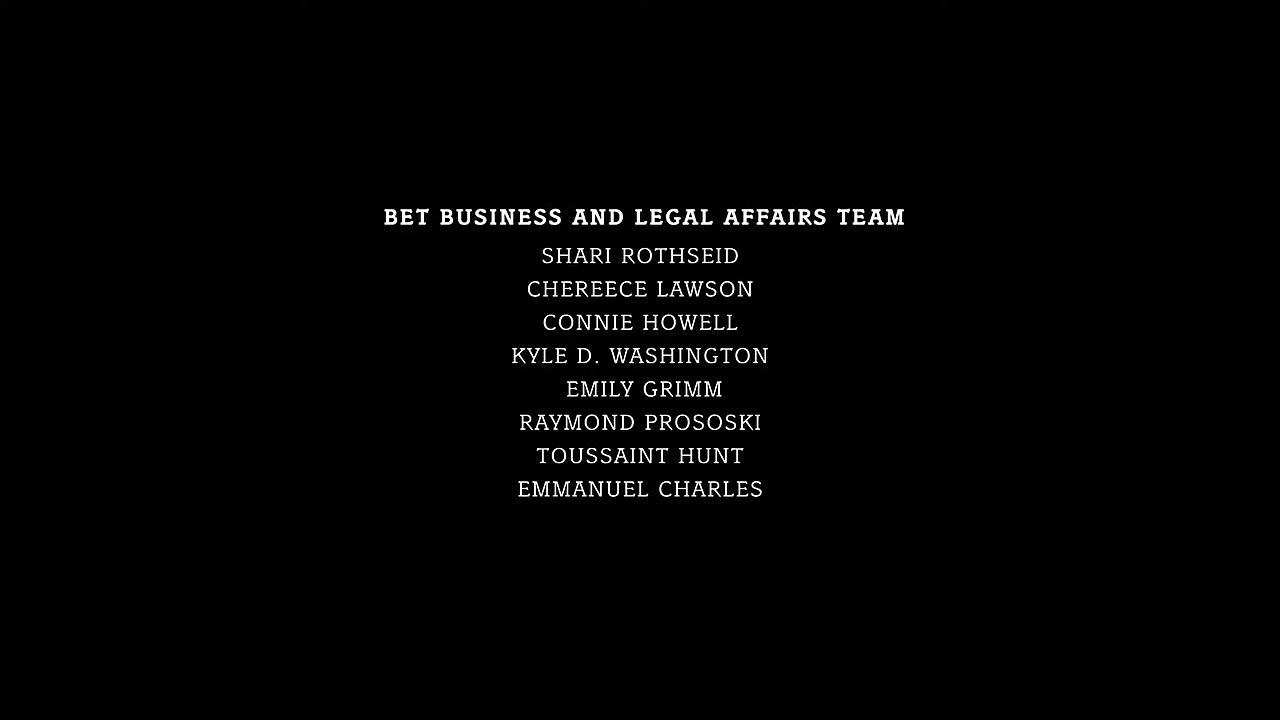 BET BUSINESS AND LEGAL AFFAIRS TEAM
SHARI ROTHSEID
CHEREECE LAWSON
CONNIE HOWELL
KYLE D. WASHINGTON
EMILY GRIMM
RAYMOND PROSOSKI
TOUSSAINT HUNT
EMMANUEL CHARLES